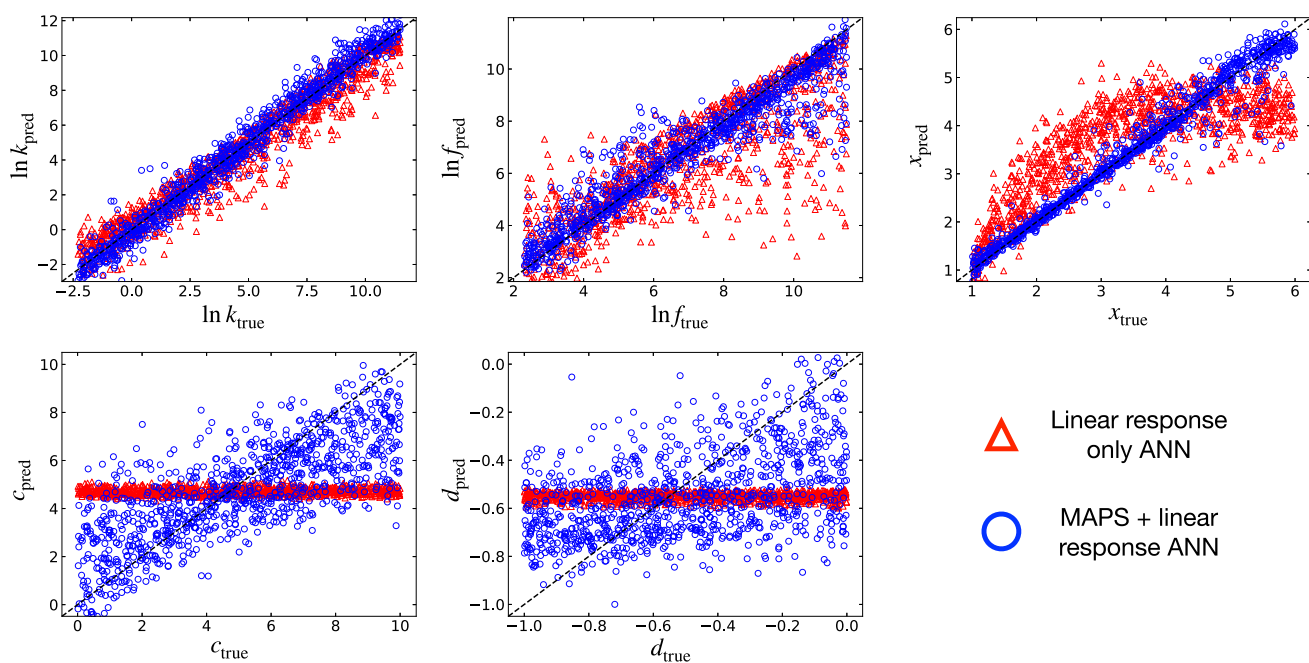 12
10
8
6
4
2
0
−2
ln k_pred
−2.5 0.0 2.5 5.0 7.5 10.0
ln k_true
10
8
6
4
2
ln f_pred
2 4 6 8 10
ln f_true
6
5
4
3
2
1
x_pred
1 2 3 4 5 6
x_true
10
8
6
4
2
0
c_pred
0 2 4 6 8 10
c_true
0.0
−0.2
−0.4
−0.6
−0.8
−1.0
d_pred
−1.0 −0.8 −0.6 −0.4 −0.2 0.0
d_true
Linear response
only ANN
MAPS + linear
response ANN